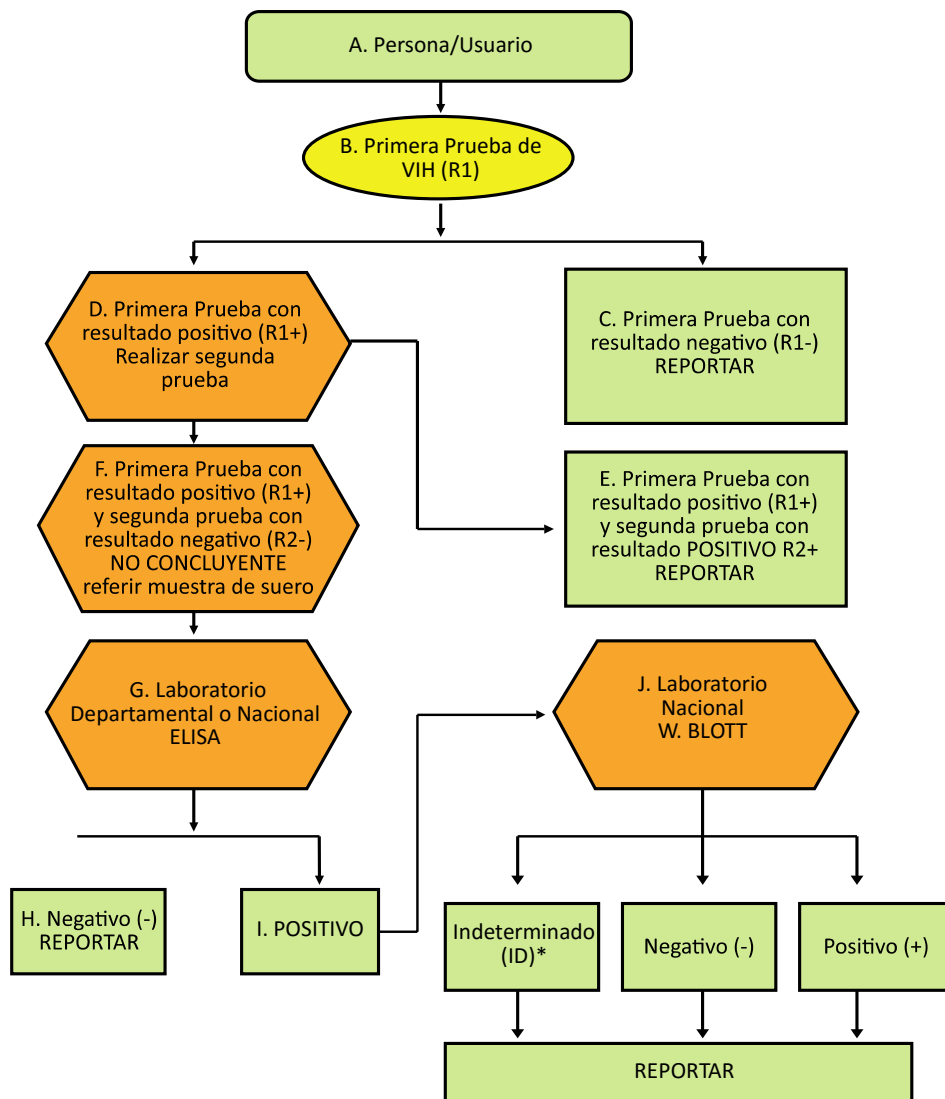 A. Persona/Usuario
B. Primera Prueba de
VIH (R1)
D. Primera Prueba con
resultado positivo (R1+)
Realizar segunda
prueba
C. Primera Prueba con
resultado negativo (R1-)
REPORTAR
F. Primera Prueba con
resultado positivo (R1+)
y segunda prueba con
resultado negativo (R2-)
NO CONCLUYENTE
referir muestra de suero
E. Primera Prueba con
resultado positivo (R1+)
y segunda prueba con
resultado POSITIVO R2+
REPORTAR
G. Laboratorio
Departamental o Nacional
ELISA
J. Laboratorio
Nacional
W. BLOTT
H. Negativo (-)
REPORTAR
I. POSITIVO
Indeterminado
(ID)*
Negativo (-)
Positivo (+)
REPORTAR